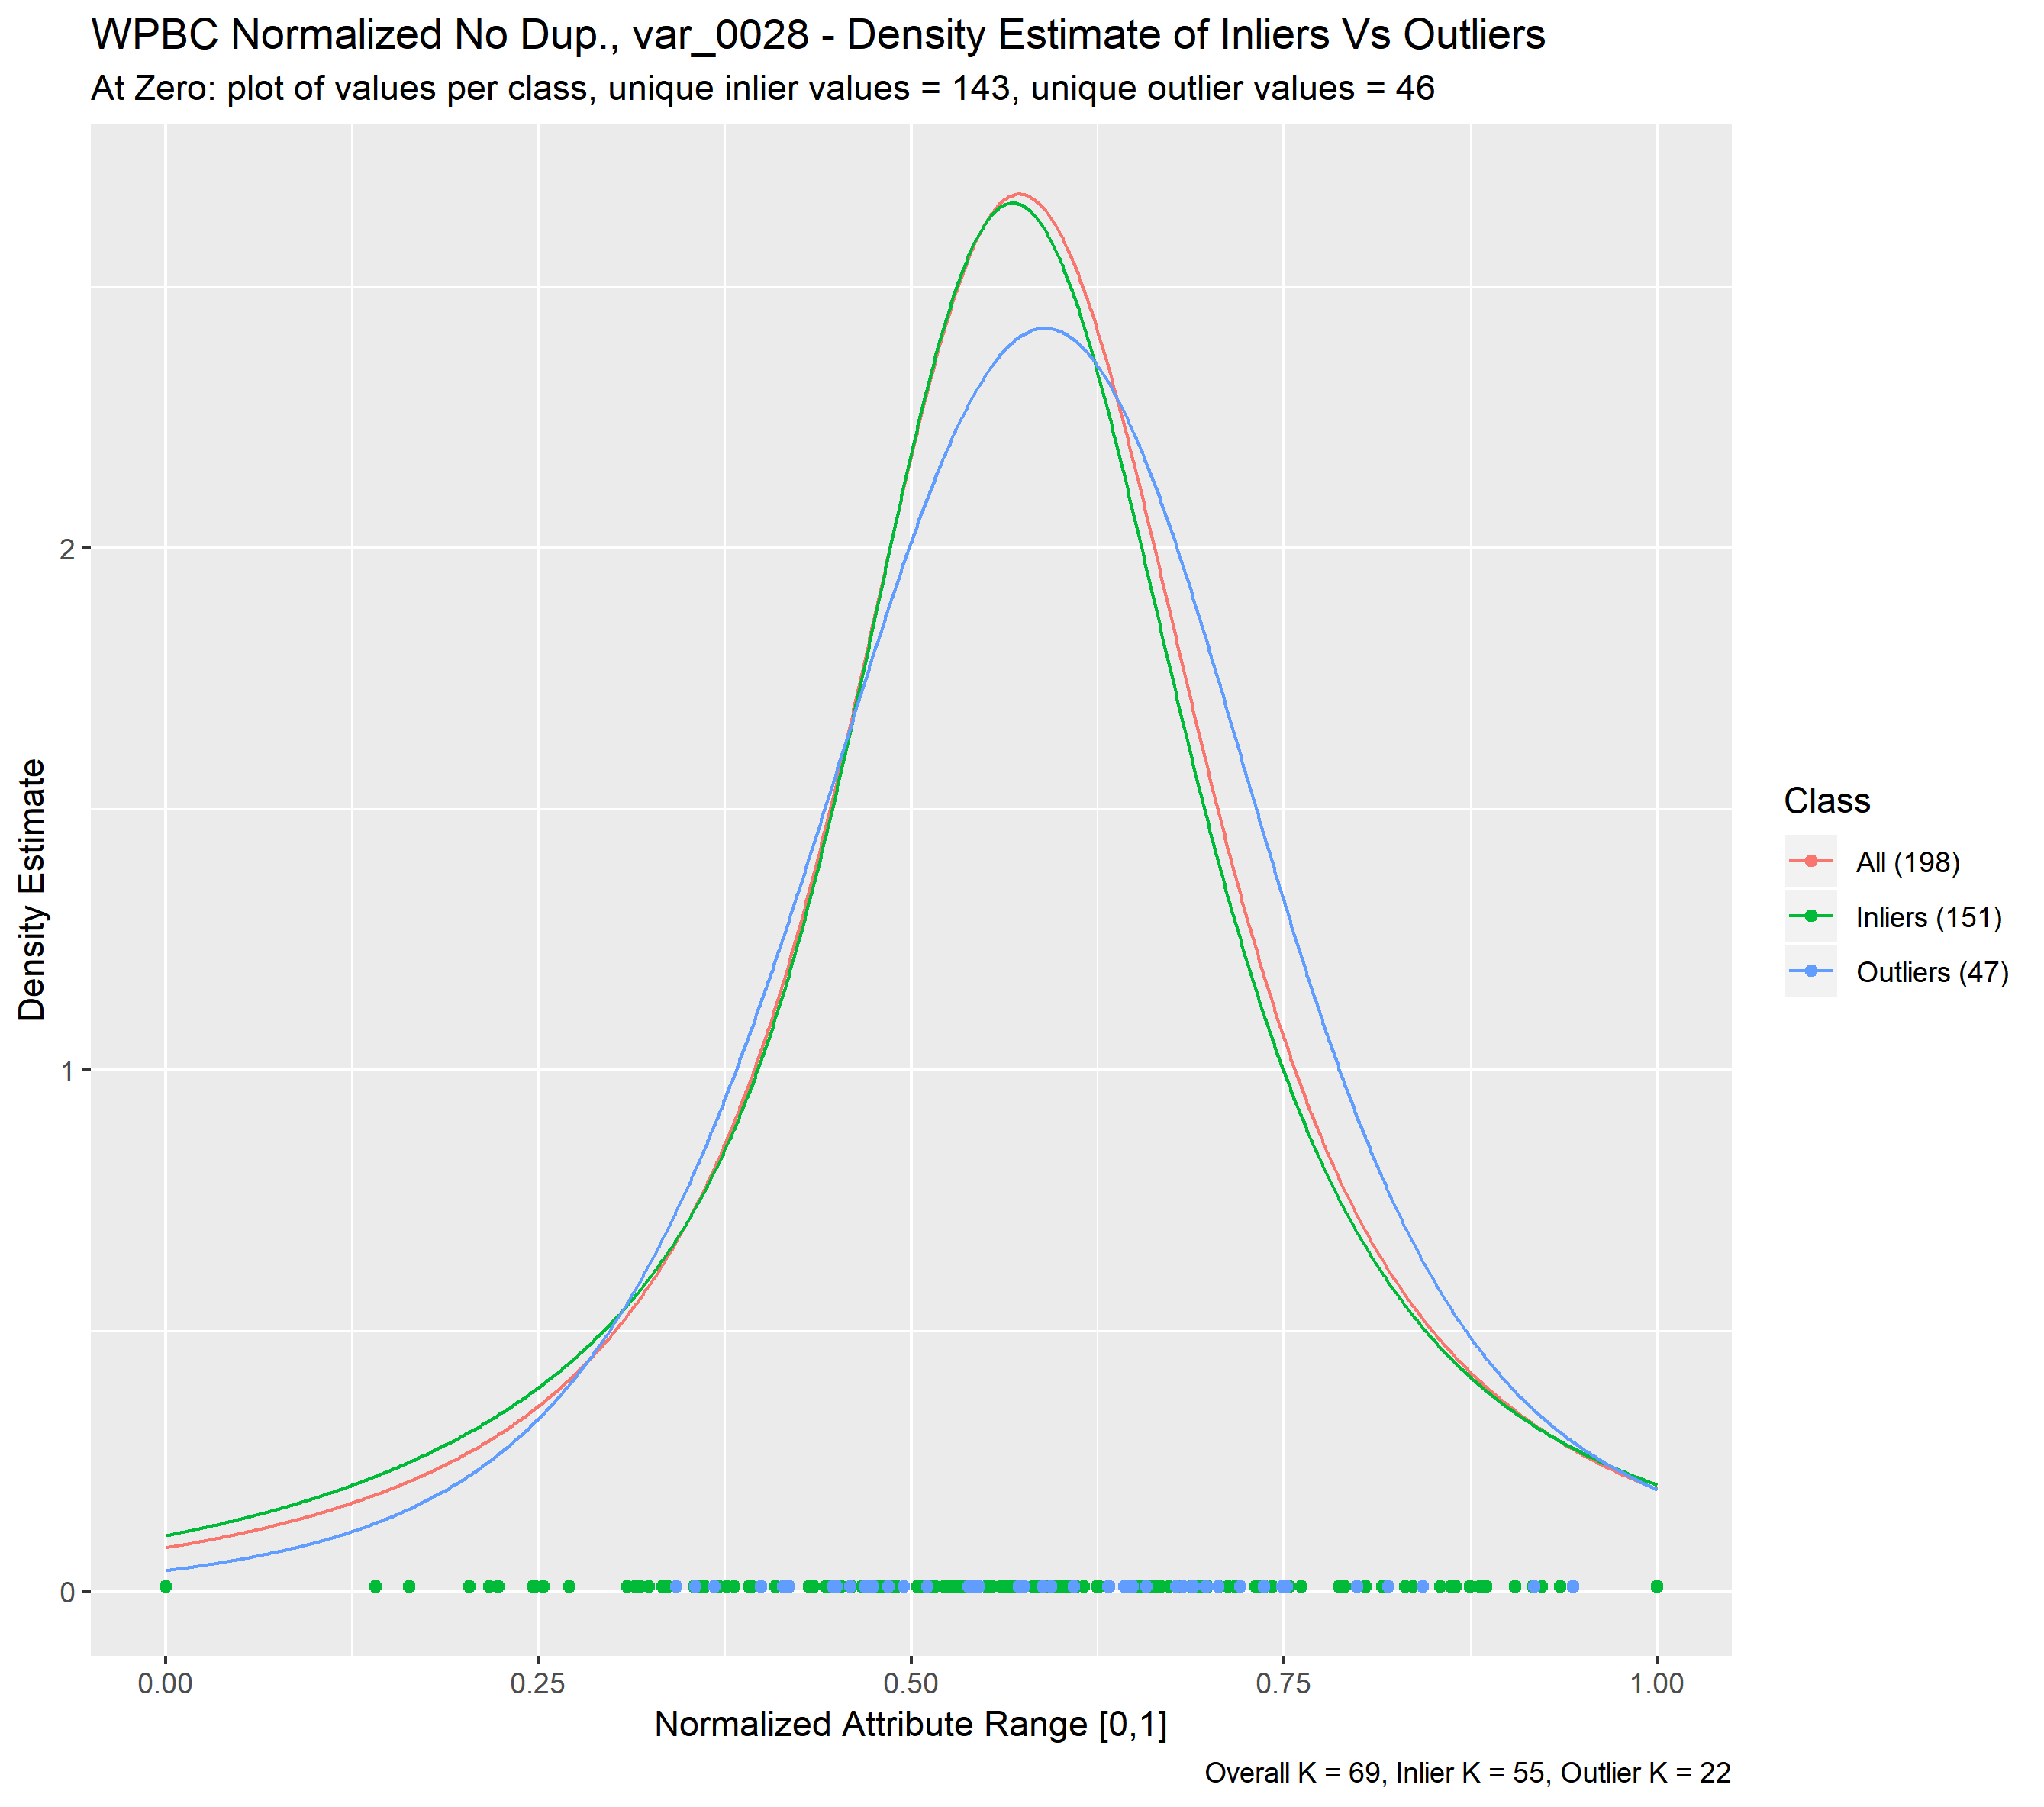 WPBC Normalized No Dup., var_0028 - Density Estimate of Inliers Vs Outliers
At Zero: plot of values per class, unique inlier values = 143, unique outlier values = 46
Density Estimate
2
1
0
0.00
0.25
0.50
0.75
1.00
Normalized Attribute Range [0,1]
Class
All (198)
Inliers (151)
Outliers (47)
Overall K = 69, Inlier K = 55, Outlier K = 22